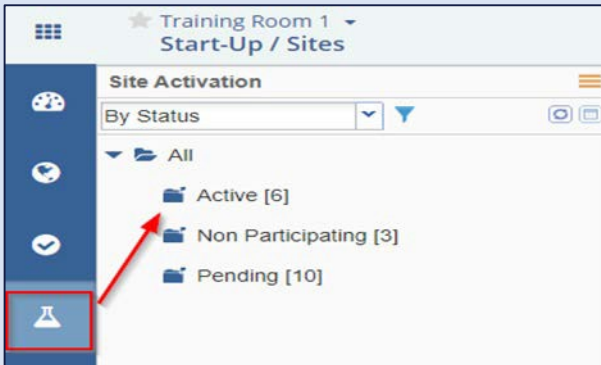 Training Room 1
Start-Up / Sites
Site Activation
By Status
All
Active [6]
Non Participating [3]
Pending [10]